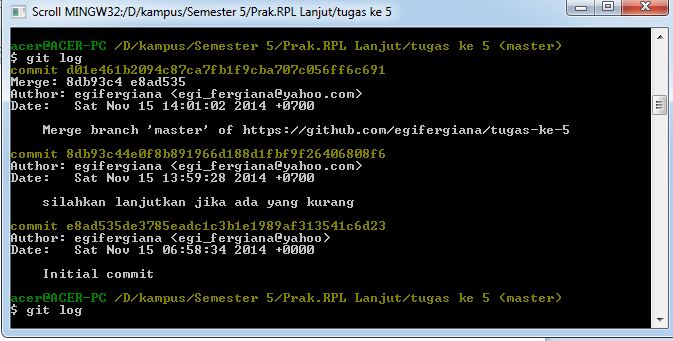 Scroll MINGW32:/D/kampus/Semester 5/Prak.RPL Lanjut/tugas ke 5
acer@ACER-PC /D/kampus/Semester 5/Prak.RPL Lanjut/tugas ke 5 (master)
$ git log
commit d01e461b2094c87ca7fb1f9cba707c056ff6c691
Merge: 8db93c4 e8ad535
Author: egifergiana <egi_fergiana@yahoo.com>
Date:   Sat Nov 15 14:01:02 2014 +0700
    Merge branch 'master' of https://github.com/egifergiana/tugas-ke-5
commit 8db93c44e0f8b891966d188d1fbf9f26406808f6
Author: egifergiana <egi_fergiana@yahoo.com>
Date:   Sat Nov 15 13:59:28 2014 +0700
    silahkan lanjutkan jika ada yang kurang
commit e8ad535de3785eadc1c3b1e1989af313541c6d23
Author: egifergiana <egi_fergiana@yahoo>
Date:   Sat Nov 15 06:58:34 2014 +0000
    Initial commit
acer@ACER-PC /D/kampus/Semester 5/Prak.RPL Lanjut/tugas ke 5 (master)
$ git log